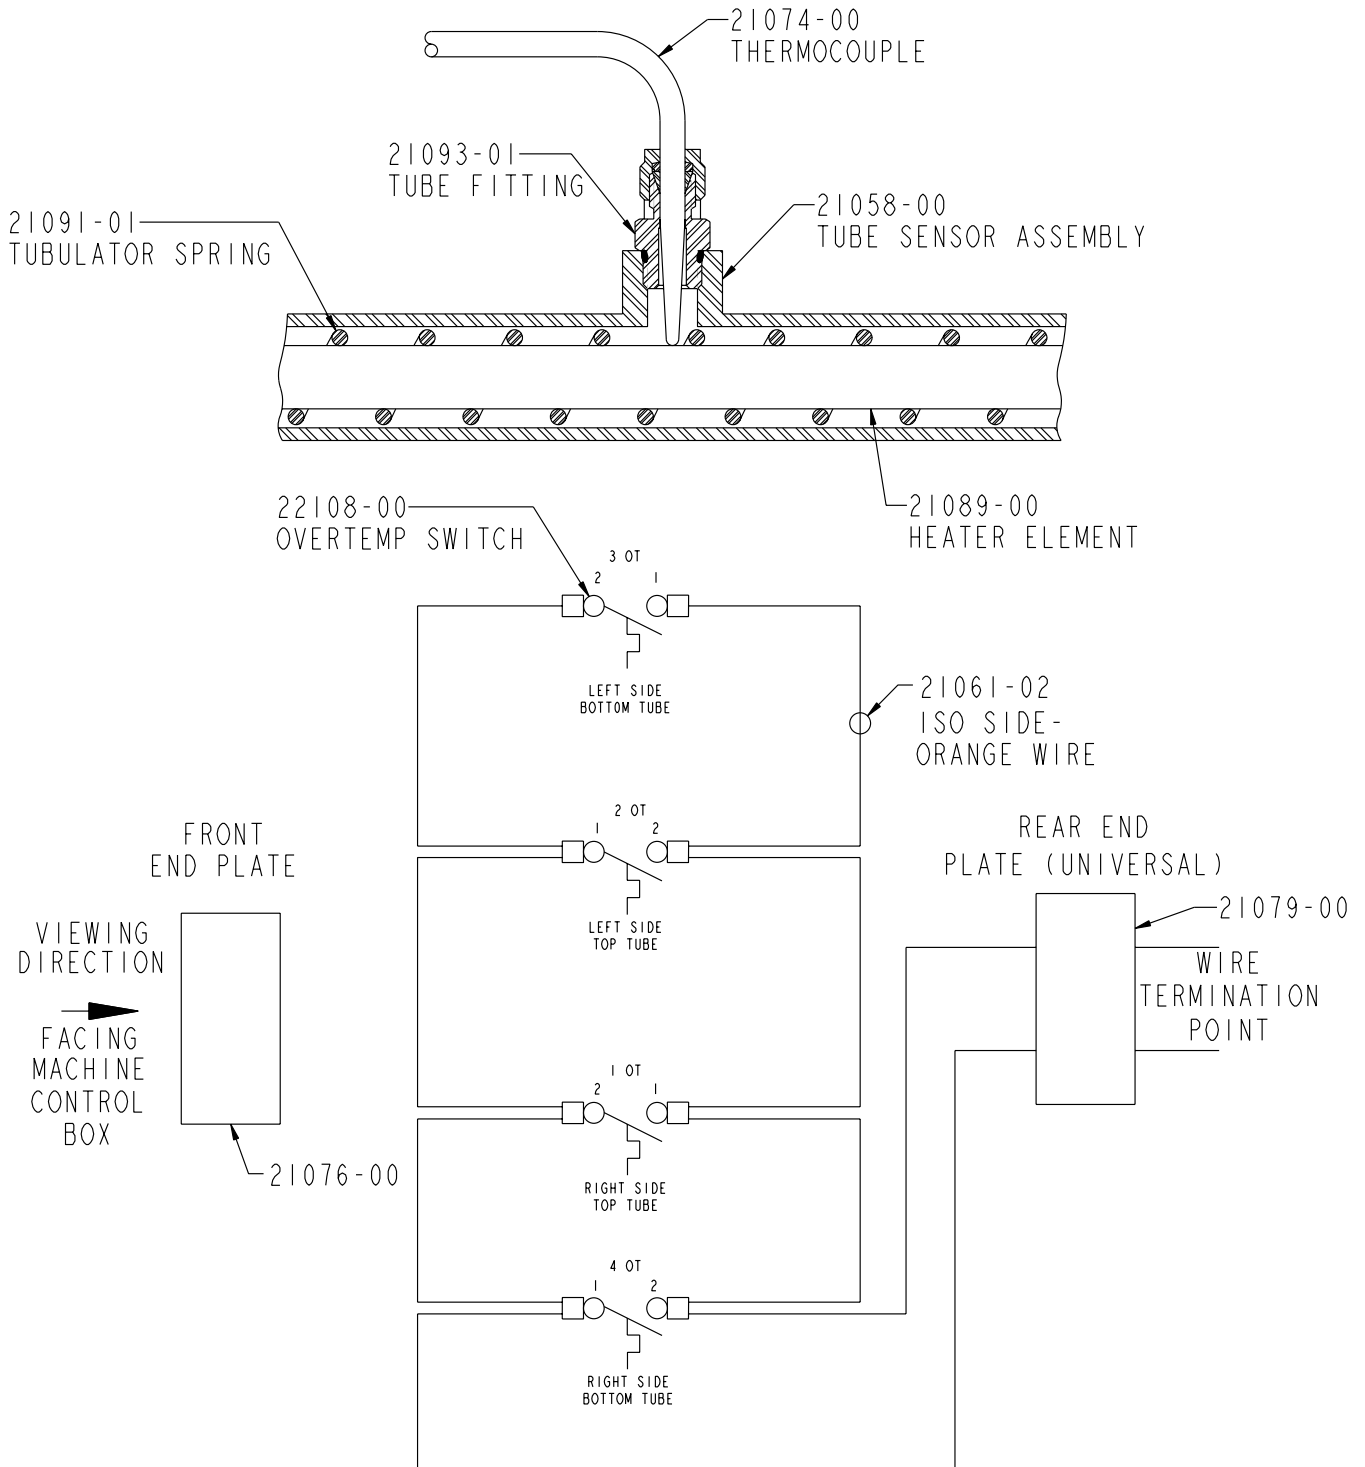 21074-00
THERMOCOUPLE
21093-01
TUBE FITTING
21058-00
TUBE SENSOR ASSEMBLY
21091-01
TUBULATOR SPRING
22108-00
OVERTEMP SWITCH
21089-00
HEATER ELEMENT
3 OT
2 1
LEFT SIDE
BOTTOM TUBE
21061-02
ISO SIDE-
ORANGE WIRE
2 OT
1 2
LEFT SIDE
TOP TUBE
FRONT
END PLATE
REAR END
PLATE (UNIVERSAL)
21079-00
VIEWING
DIRECTION
FACING
MACHINE
CONTROL
BOX
WIRE
TERMINATION
POINT
21076-00
1 OT
2 1
RIGHT SIDE
TOP TUBE
4 OT
1 2
RIGHT SIDE
BOTTOM TUBE